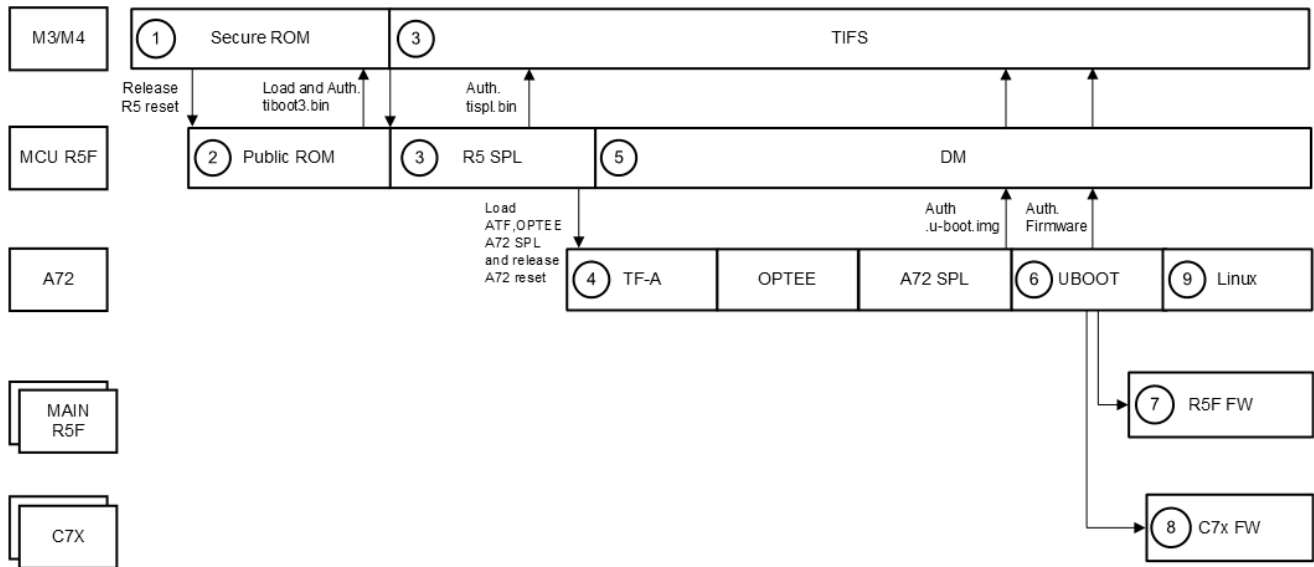 M3/M4
1 Secure ROM
3 TIFS
Release
R5 reset
Load and Auth.
tiboot3.bin
Auth.
tispl.bin
MCU R5F
2 Public ROM
3 R5 SPL
5 DM
Load
ATF,OPTEE
A72 SPL
and release
A72 reset
Auth
.u-boot.img
Auth.
Firmware
A72
4 TF-A
OPTEE
A72 SPL
6 UBOOT
9 Linux
MAIN
R5F
7 R5F FW
C7X
8 C7x FW